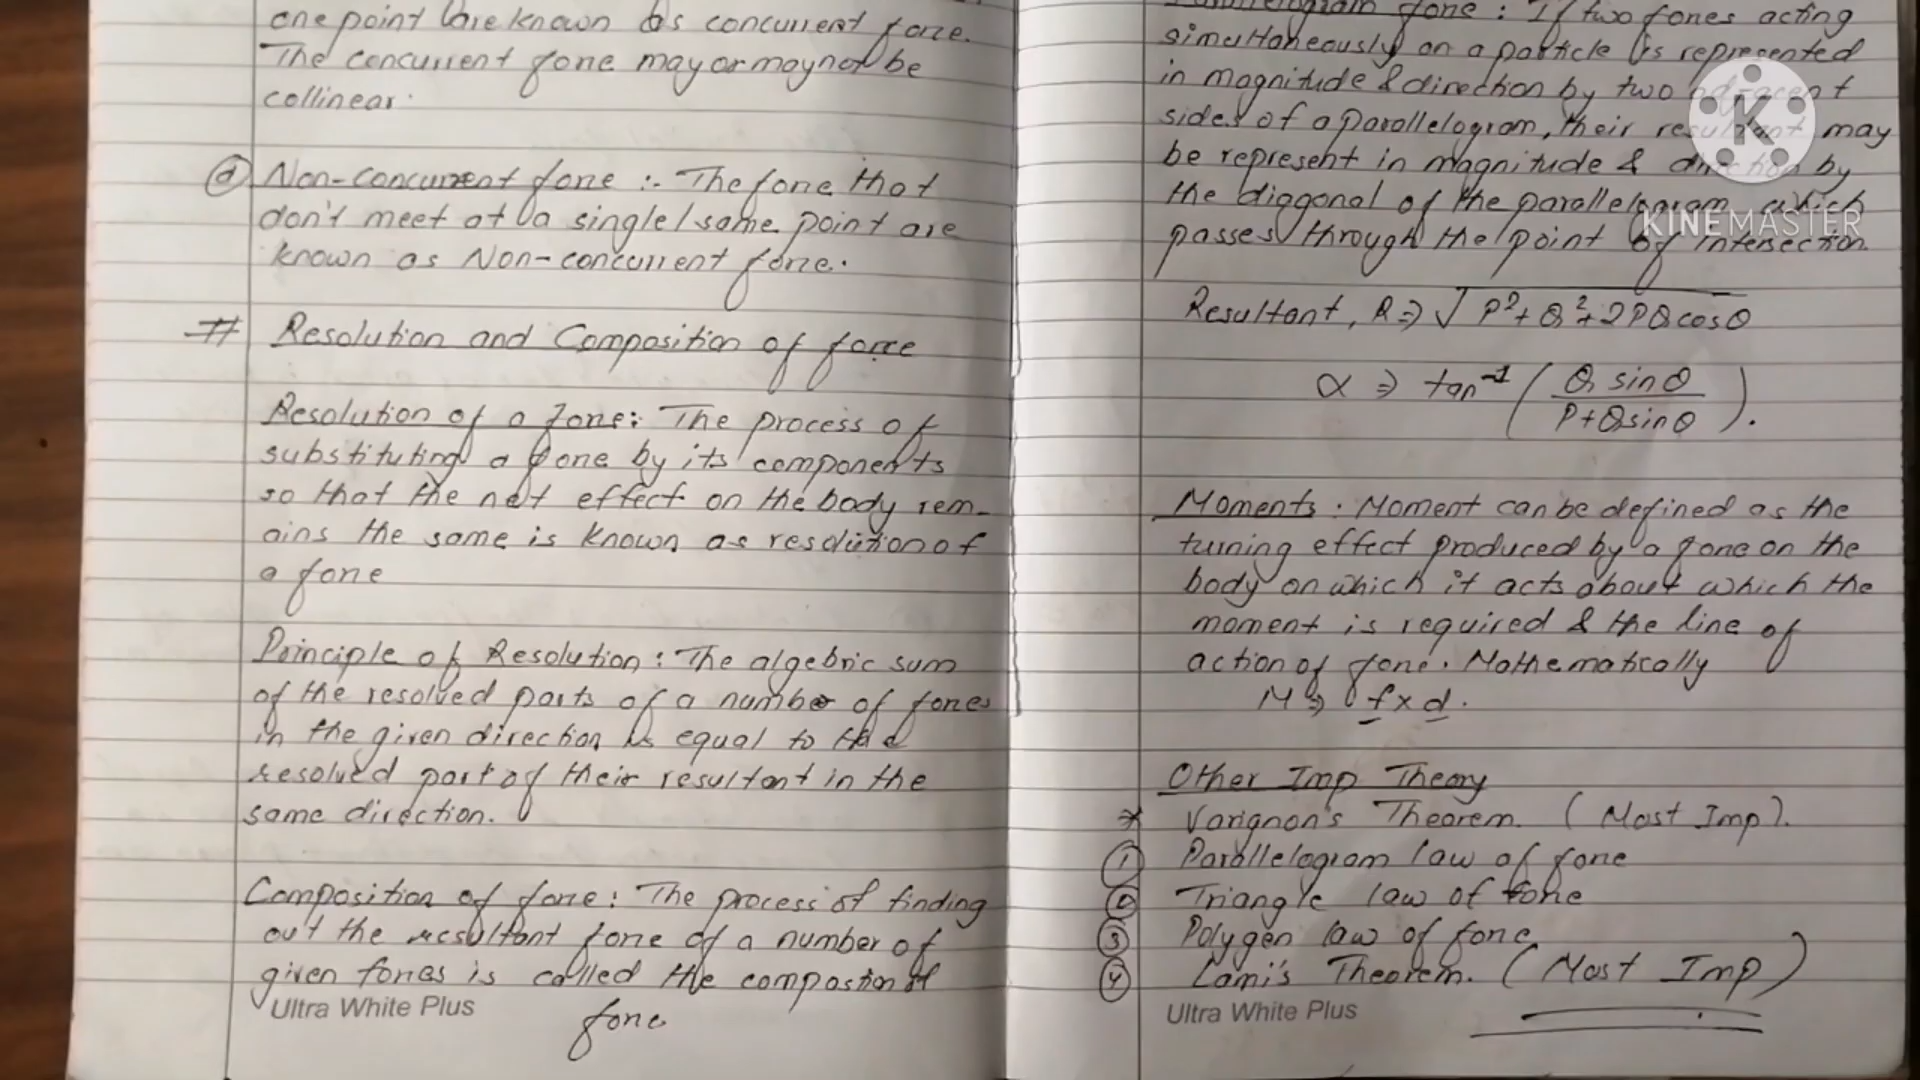 one point are known as concurrent force.
The concurrent force may or may not be
collinear.
d Non-concurrent force :- The force that
don't meet at a single/same point are
known as Non-concurrent force.
# Resolution and Composition of force
Resolution of a force: The process of
substituting a force by its components
so that the net effect on the body rem-
ains the same is known as resolution of
a force
Principle of Resolution: The algebric sum
of the resolved parts of a number of forces
in the given direction is equal to the
resolved part of their resultant in the
same direction.
Composition of force: The process of finding
out the resultant force of a number of
given forces is called the compostion of
force
Ultra White Plus
Parallelogram force: If two forces acting
simultaneously on a particle is represented
in magnitude & direction by two adjacent
sides of a parallelogram, their resultant may
be represent in magnitude & direction by
the diagonal of the parallelogram which
passes through the point of intersection.
Resultant, R ⇒ √P²+Q²+2PQcosθ
α ⇒ tan⁻¹ (Q sinθ / P+Qsinθ).
Moments: Moment can be defined as the
turning effect produced by a force on the
body on which it acts about which the
moment is required & the line of
action of force. Mathematically
M ⇒ f x d.
Other Imp Theory
* Varignon's Theorem. (Most Imp).
1 Parallelogram law of force
2 Triangle law of force
3 Polygen law of force
4 Lami's Theorem. (Most Imp)
Ultra White Plus
K
KINEMASTER